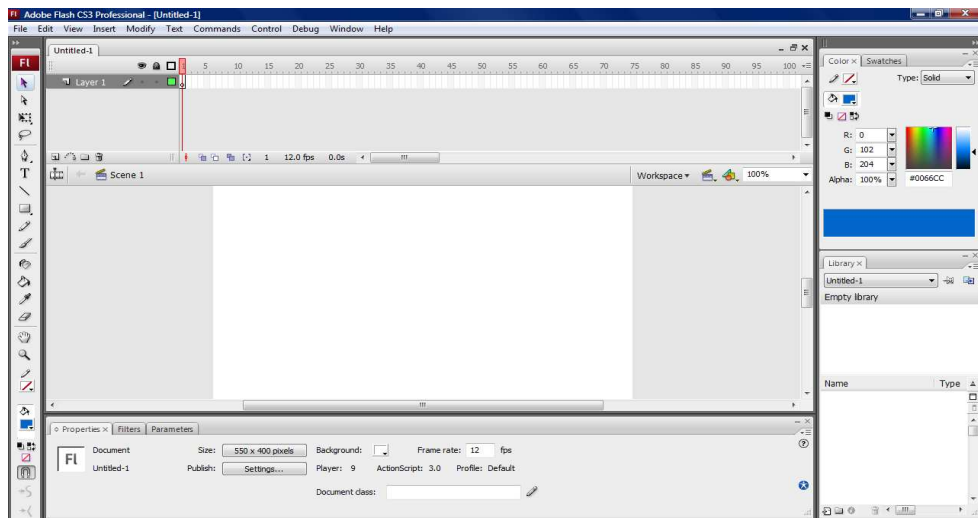 Adobe Flash CS3 Professional - [Untitled-1]
File Edit View Insert Modify Text Commands Control Debug Window Help
Untitled-1
5 10 15 20 25 30 35 40 45 50 55 60 65 70 75 80 85 90 95 100
Layer 1
1 12.0 fps 0.0s
Scene 1
Workspace 100%
Fl
T
Properties × Filters Parameters
Fl
Document
Size: 550 x 400 pixels
Background:
Frame rate: 12 fps
Untitled-1
Publish: Settings...
Player: 9 ActionScript: 3.0 Profile: Default
Document class:
Color × Swatches
Type: Solid
R: 0
G: 102
B: 204
Alpha: 100% #0066CC
Library ×
Untitled-1
Empty library
Name Type